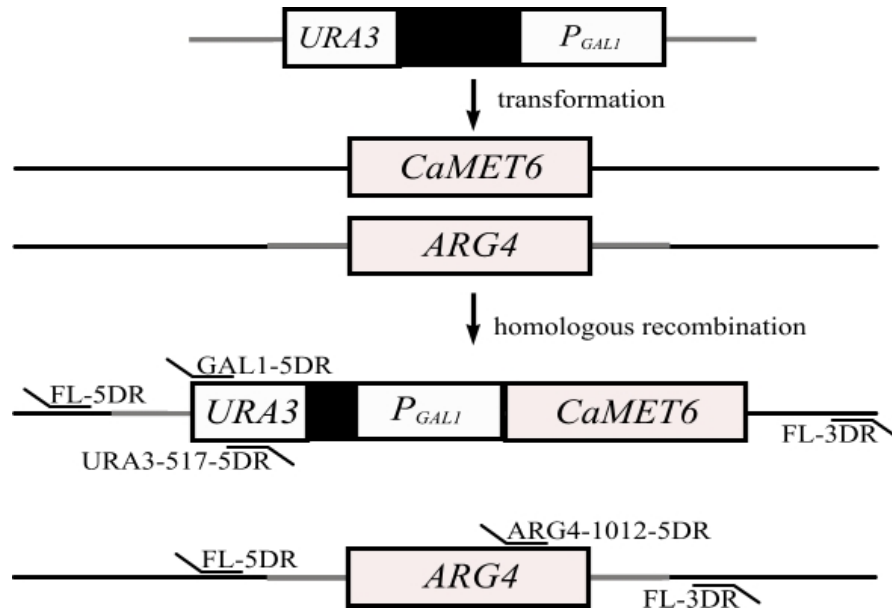 URA3 PGAL1
transformation
CaMET6
ARG4
homologous recombination
GAL1-5DR
FL-5DR
URA3 PGAL1 CaMET6
FL-3DR
URA3-517-5DR
ARG4-1012-5DR
FL-5DR
ARG4
FL-3DR